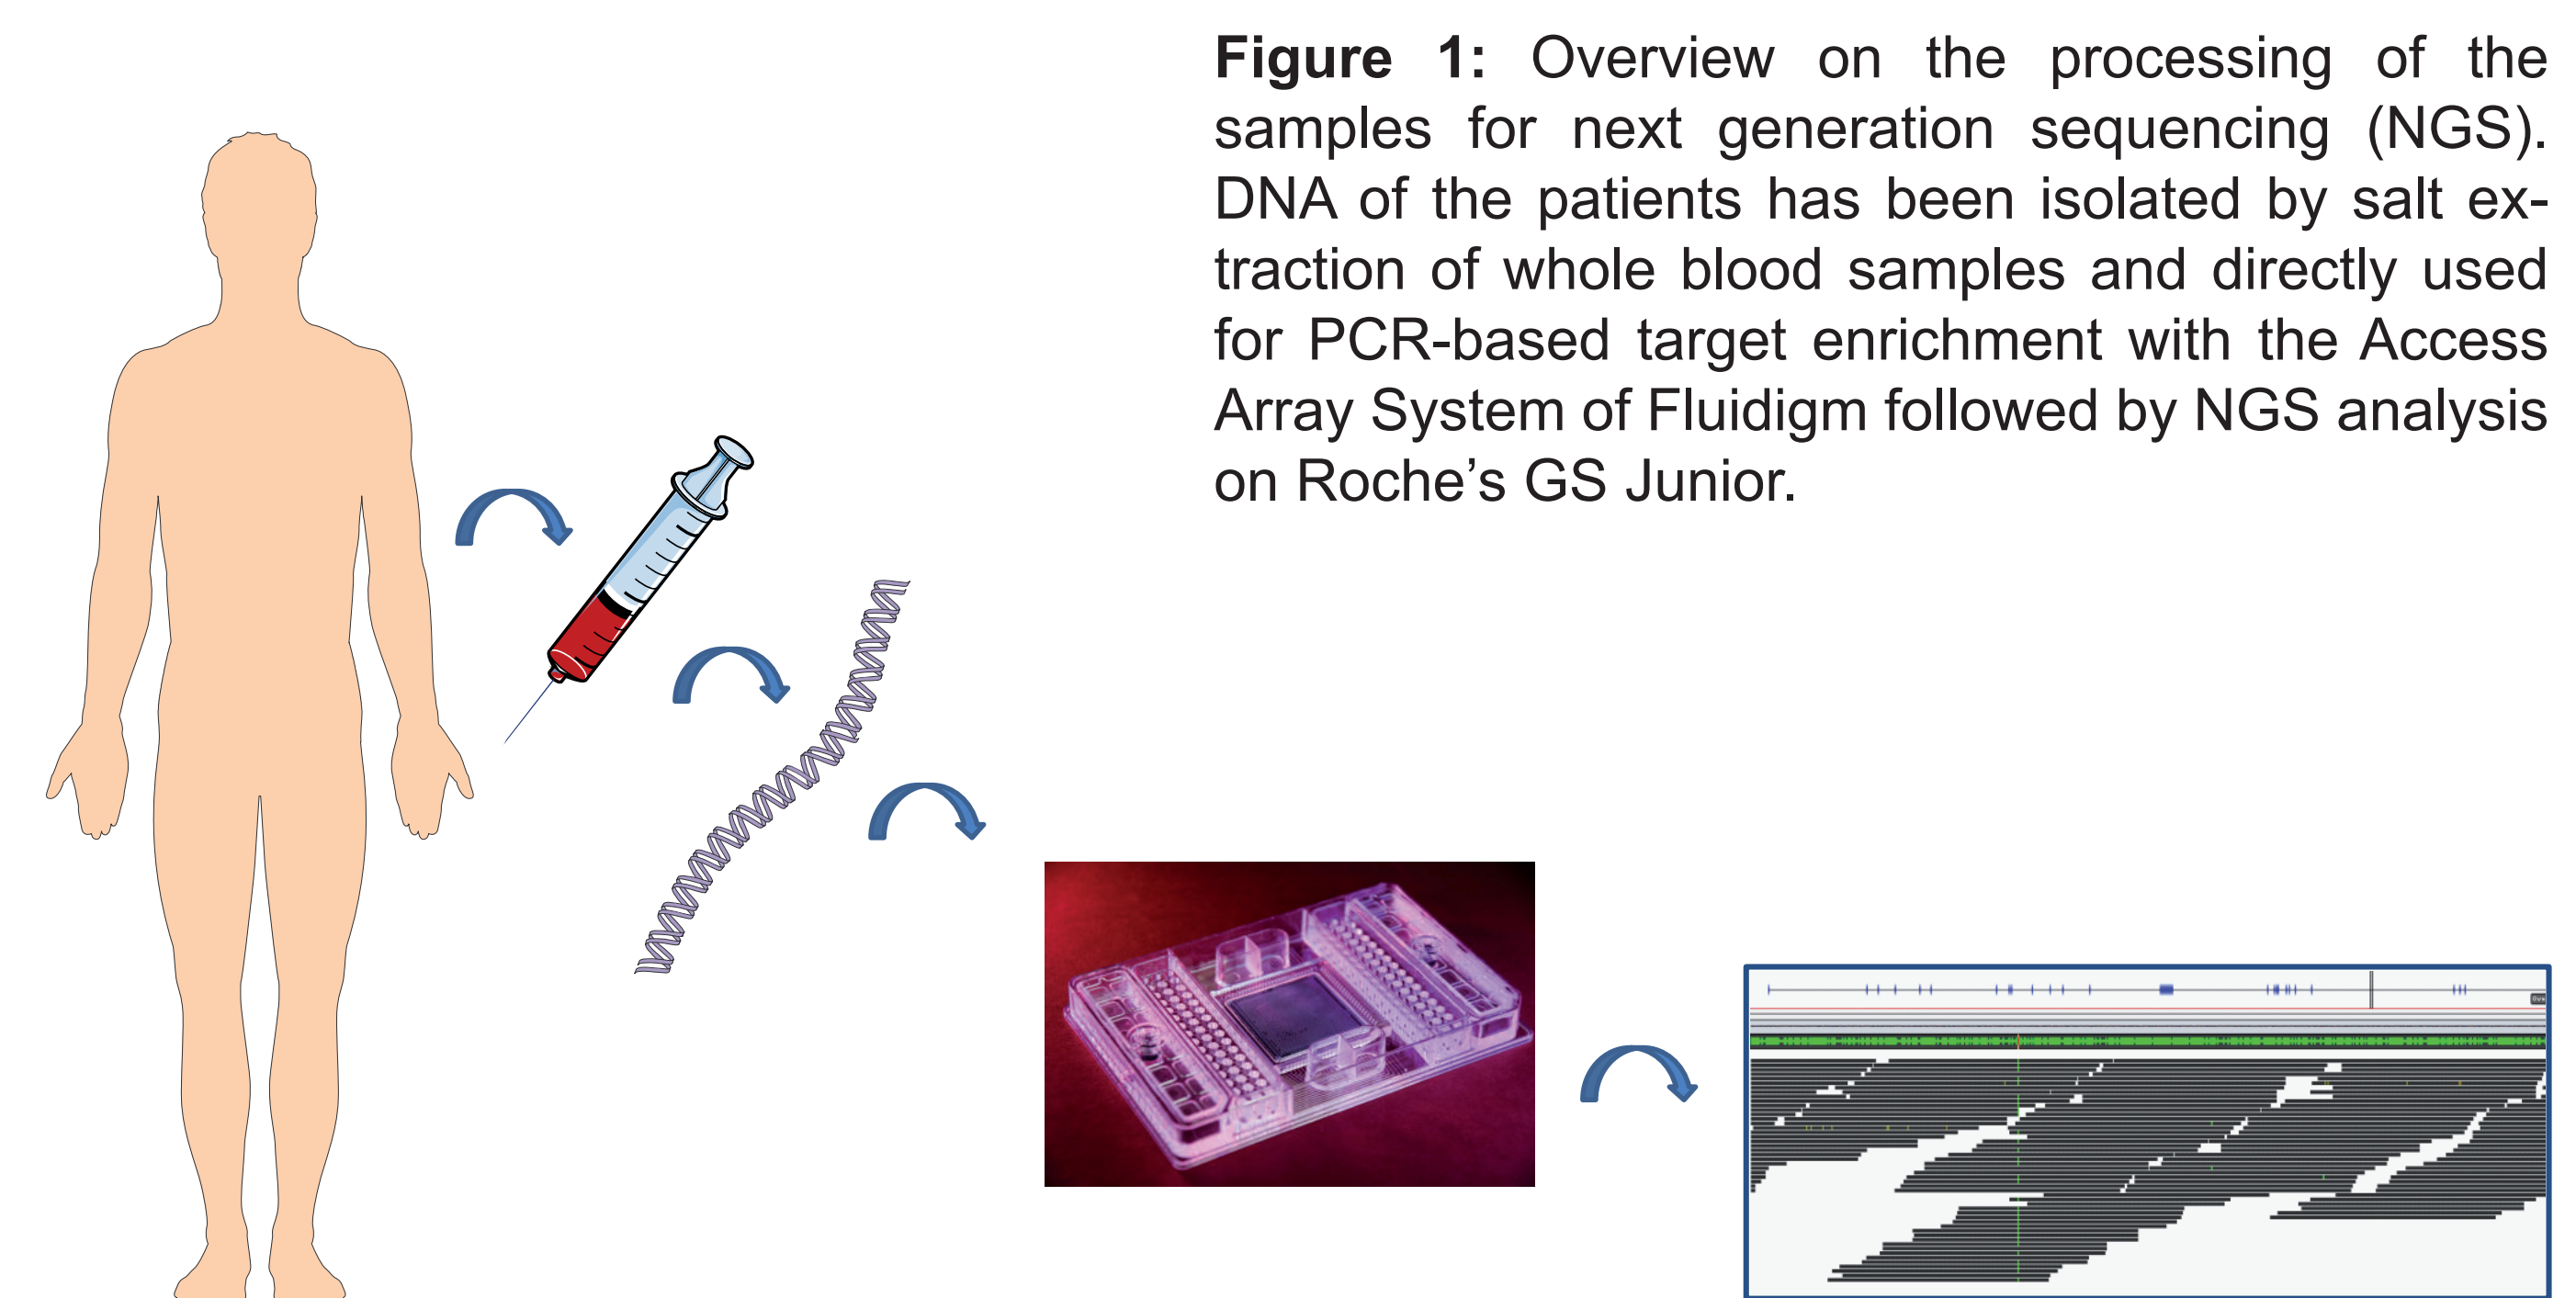 Figure 1: Overview on the processing of the
samples for next generation sequencing (NGS).
DNA of the patients has been isolated by salt ex-
traction of whole blood samples and directly used
for PCR-based target enrichment with the Access
Array System of Fluidigm followed by NGS analysis
on Roche’s GS Junior.